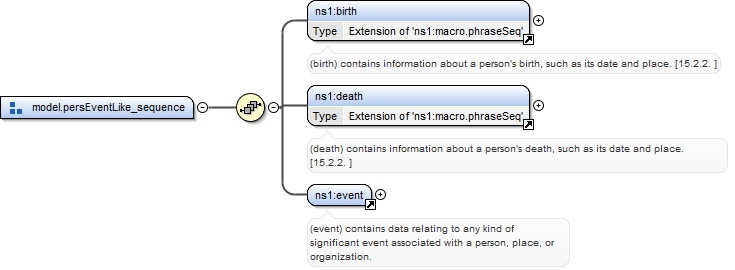 ns1:birth
Type Extension of 'ns1:macro.phraseSeq'
(birth) contains information about a person's birth, such as its date and place. [15.2.2. ]
model.persEventLike_sequence
ns1:death
Type Extension of 'ns1:macro.phraseSeq'
(death) contains information about a person's death, such as its date and place.
[15.2.2. ]
ns1:event
(event) contains data relating to any kind of
significant event associated with a person, place, or
organization.